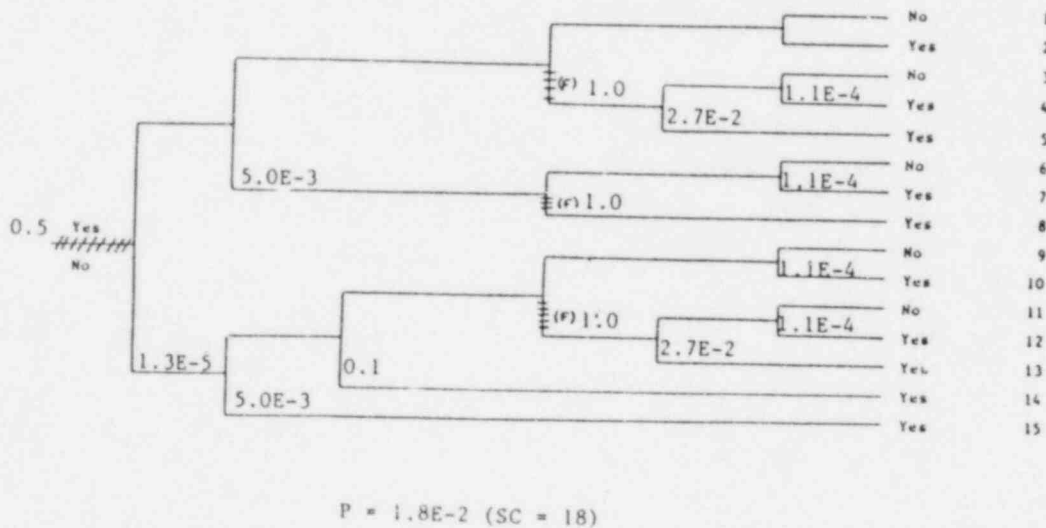 No 1
Yes 2
No 3
(F) 1.0
1.1E-4
Yes 4
2.7E-2
Yes 5
No 6
1.1E-4
5.0E-3
Yes 7
(F) 1.0
Yes 8
0.5 Yes
No
No 9
1.1E-4
Yes 10
No 11
(F) 1.0
1.1E-4
Yes 12
2.7E-2
1.3E-5
0.1
Yes 13
Yes 14
5.0E-3
Yes 15
P = 1.8E-2 (SC = 18)